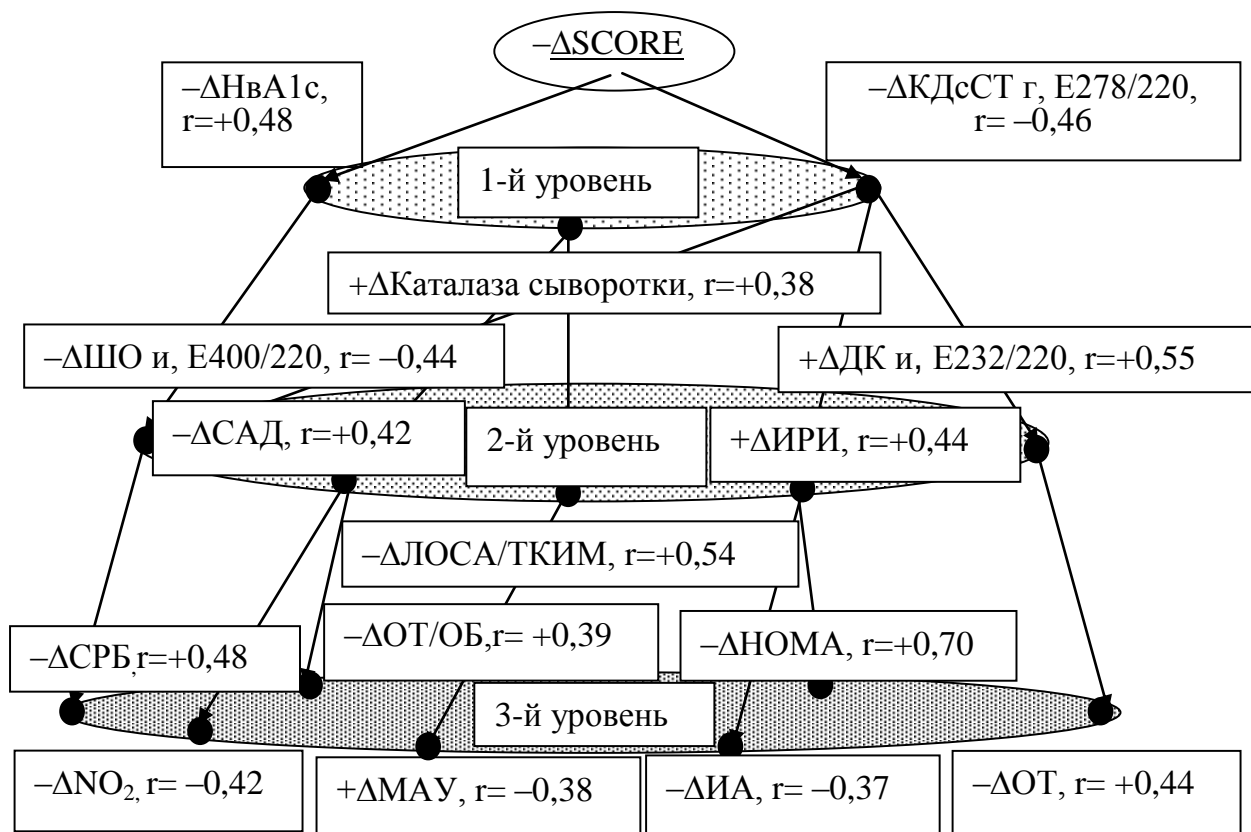 –ΔSCORE
–ΔНвА1с,
r=+0,48
–ΔКДсСТ г, Е278/220,
r= –0,46
1-й уровень
+ΔКаталаза сыворотки, r=+0,38
–ΔШО и, Е400/220, r= –0,44
+ΔДК и, Е232/220, r=+0,55
–ΔСАД, r=+0,42
2-й уровень
+ΔИРИ, r=+0,44
–ΔЛОСА/ТКИМ, r=+0,54
–ΔОТ/ОБ,r= +0,39
–ΔСРБ,r=+0,48
–ΔНОМА, r=+0,70
3-й уровень
–ΔNO₂, r= –0,42
+ΔМАУ, r= –0,38
–ΔИА, r= –0,37
–ΔОТ, r= +0,44